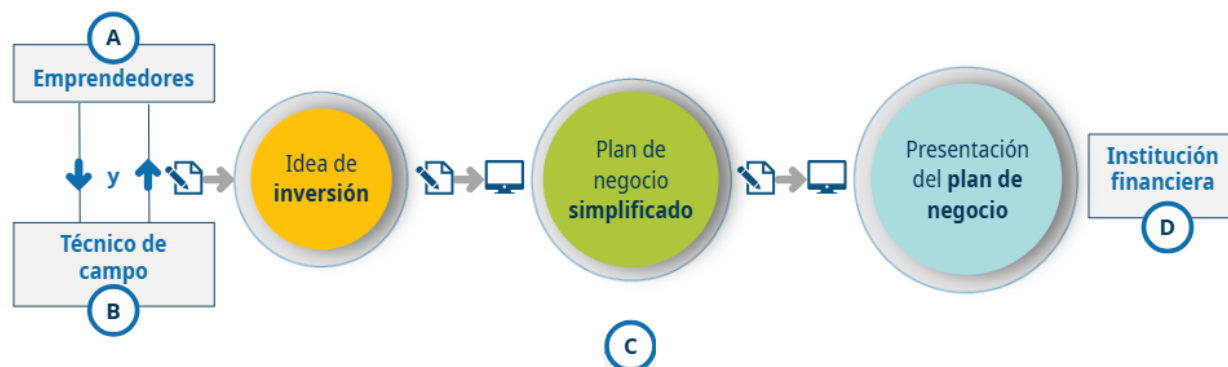 A
Emprendedores
y
Técnico de
campo
B
Idea de
inversión
Plan de
negocio
simplificado
C
Presentación
del plan de
negocio
Institución
financiera
D